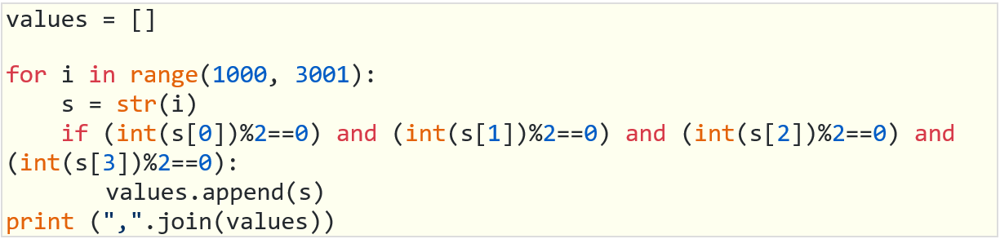 values = []
for i in range(1000, 3001):
    s = str(i)
    if (int(s[0])%2==0) and (int(s[1])%2==0) and (int(s[2])%2==0) and
(int(s[3])%2==0):
        values.append(s)
print (",".join(values))